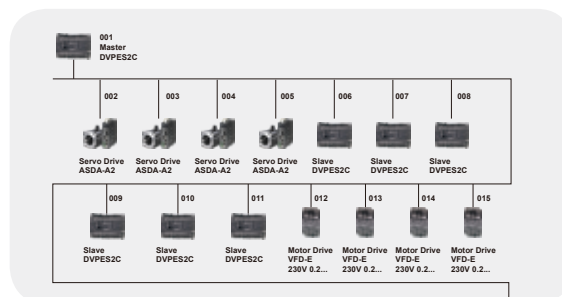 001
Master
DVPES2C
002
003
004
005
006
007
008
Servo Drive
ASDA-A2
Servo Drive
ASDA-A2
Servo Drive
ASDA-A2
Servo Drive
ASDA-A2
Slave
DVPES2C
Slave
DVPES2C
Slave
DVPES2C
009
010
011
012
013
014
015
Slave
DVPES2C
Slave
DVPES2C
Slave
DVPES2C
Motor Drive
VFD-E
230V 0.2...
Motor Drive
VFD-E
230V 0.2...
Motor Drive
VFD-E
230V 0.2...
Motor Drive
VFD-E
230V 0.2...